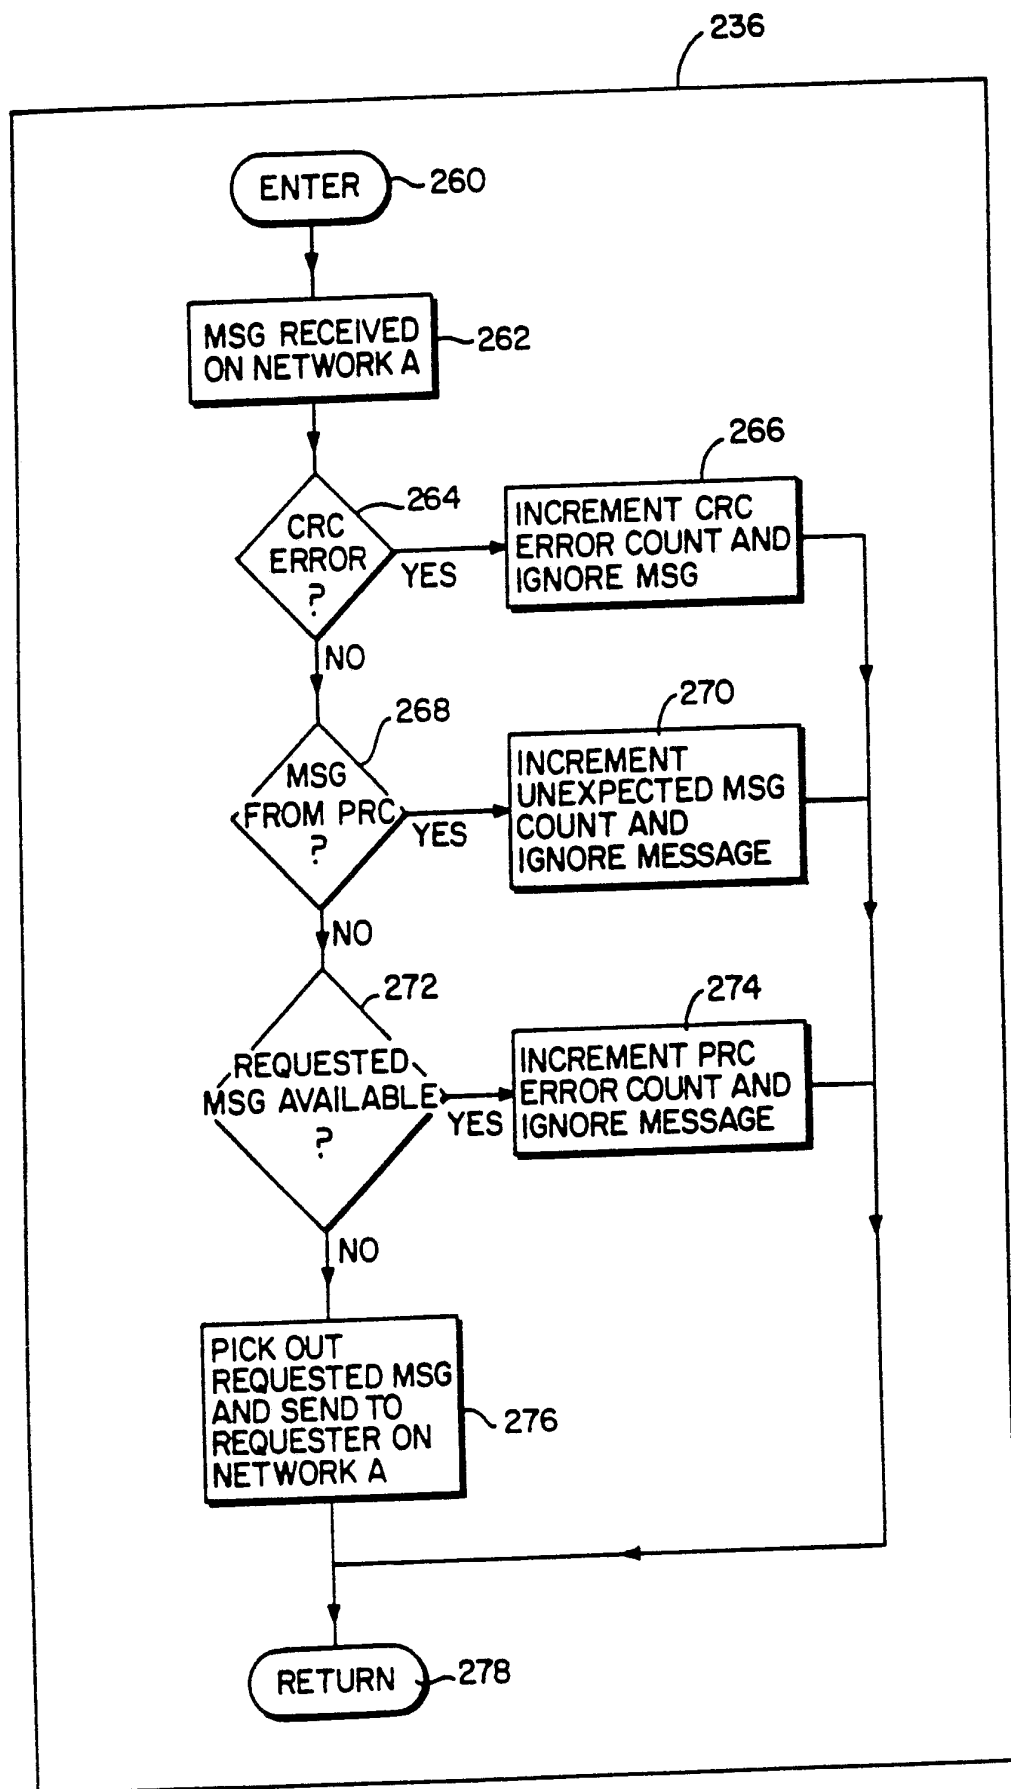 236
ENTER
260
MSG RECEIVED
ON NETWORK A
262
CRC
ERROR
?
264
YES
NO
INCREMENT CRC
ERROR COUNT AND
IGNORE MSG
266
MSG
FROM PRC
?
268
YES
NO
INCREMENT
UNEXPECTED MSG
COUNT AND
IGNORE MESSAGE
270
REQUESTED
MSG AVAILABLE
?
272
YES
NO
INCREMENT PRC
ERROR COUNT AND
IGNORE MESSAGE
274
PICK OUT
REQUESTED MSG
AND SEND TO
REQUESTER ON
NETWORK A
276
RETURN
278